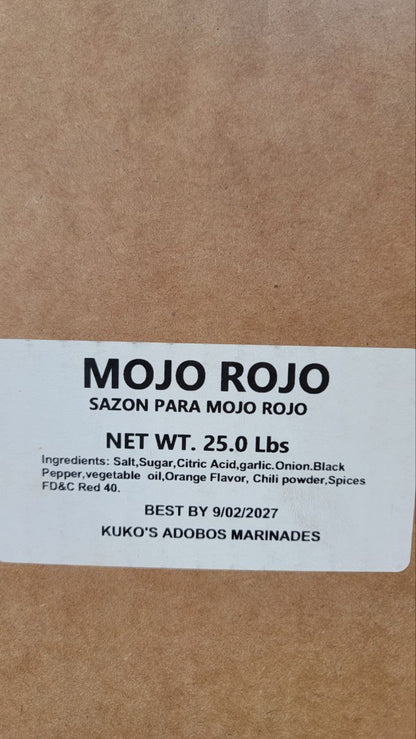 MOJO ROJO
SAZON PARA MOJO ROJO
NET WT. 25.0 Lbs
Ingredients: Salt,Sugar,Citric Acid,garlic.Onion.Black
Pepper,vegetable oil,Orange Flavor, Chili powder,Spices
FD&C Red 40.
BEST BY 9/02/2027
KUKO'S ADOBOS MARINADES